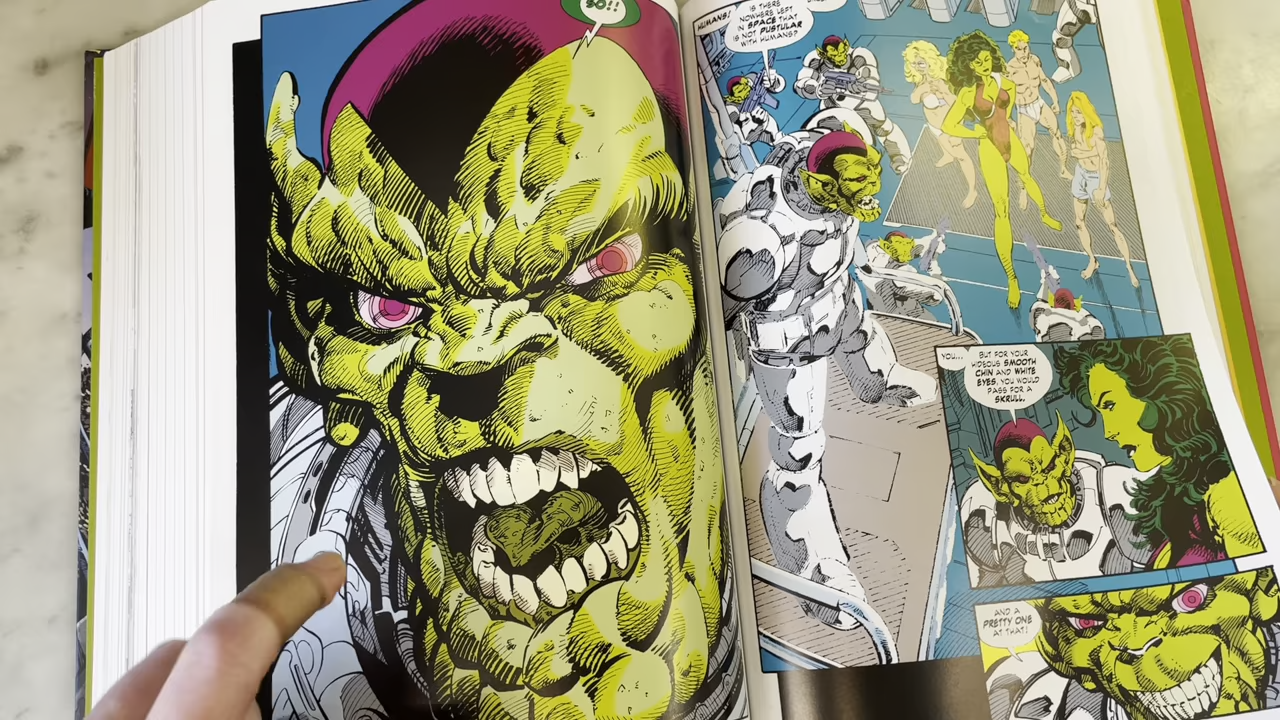 SO!!
HUMANS!
IS THERE
NOWHERE LEFT
IN SPACE THAT
IS NOT PUSTULAR
WITH HUMANS?
YOU...
BUT FOR YOUR
HIDEOUS SMOOTH
CHIN AND WHITE
EYES, YOU WOULD
PASS FOR A
SKRULL.
AND A
PRETTY ONE
AT THAT!